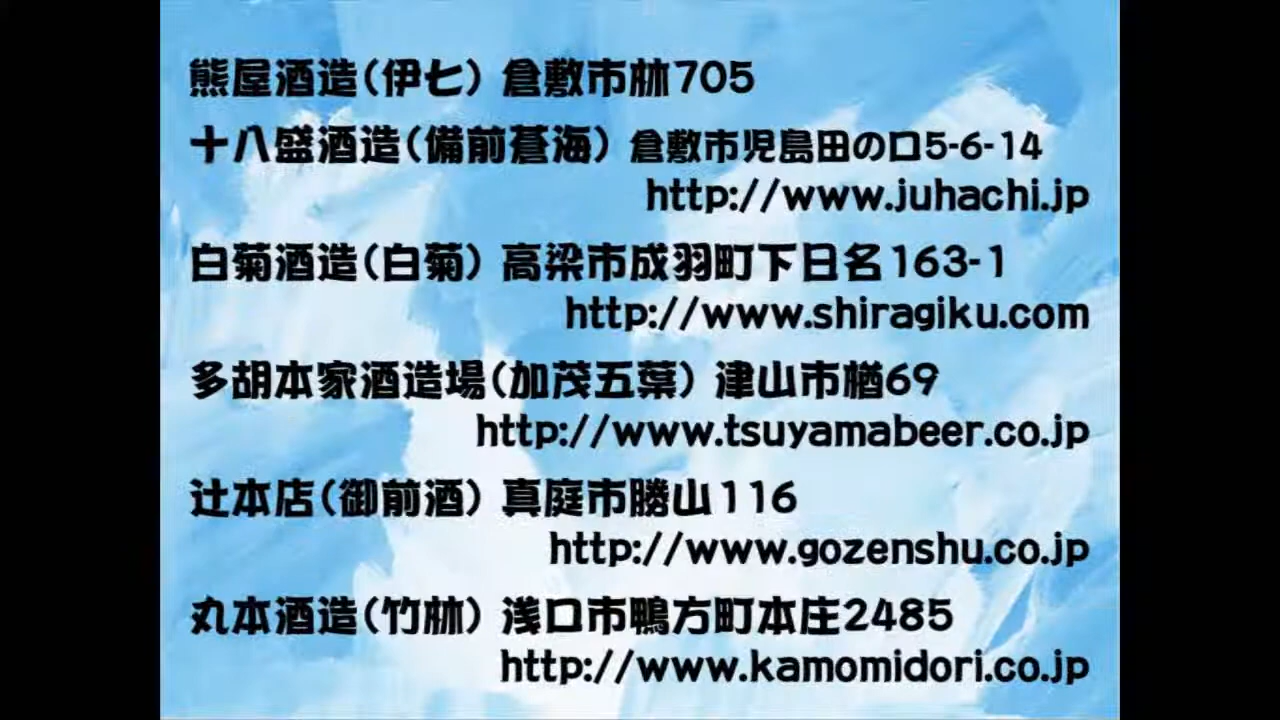 熊屋酒造(伊七) 倉敷市林705
十八盛酒造(備前蒼海) 倉敷市児島田の口5-6-14
http://www.juhachi.jp
白菊酒造(白菊) 高梁市成羽町下日名163-1
http://www.shiragiku.com
多胡本家酒造場(加茂五葉) 津山市楢69
http://www.tsuyamabeer.co.jp
辻本店(御前酒) 真庭市勝山116
http://www.gozenshu.co.jp
丸本酒造(竹林) 浅口市鴨方町本庄2485
http://www.kamomidori.co.jp